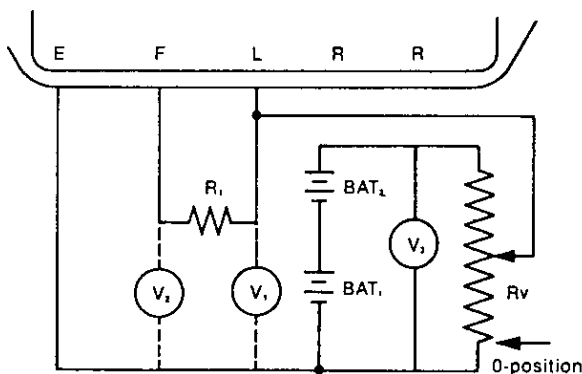 E F L R R
R₁
BAT₂
V₃
V₂
V₁
BAT₁
Rv
0-position